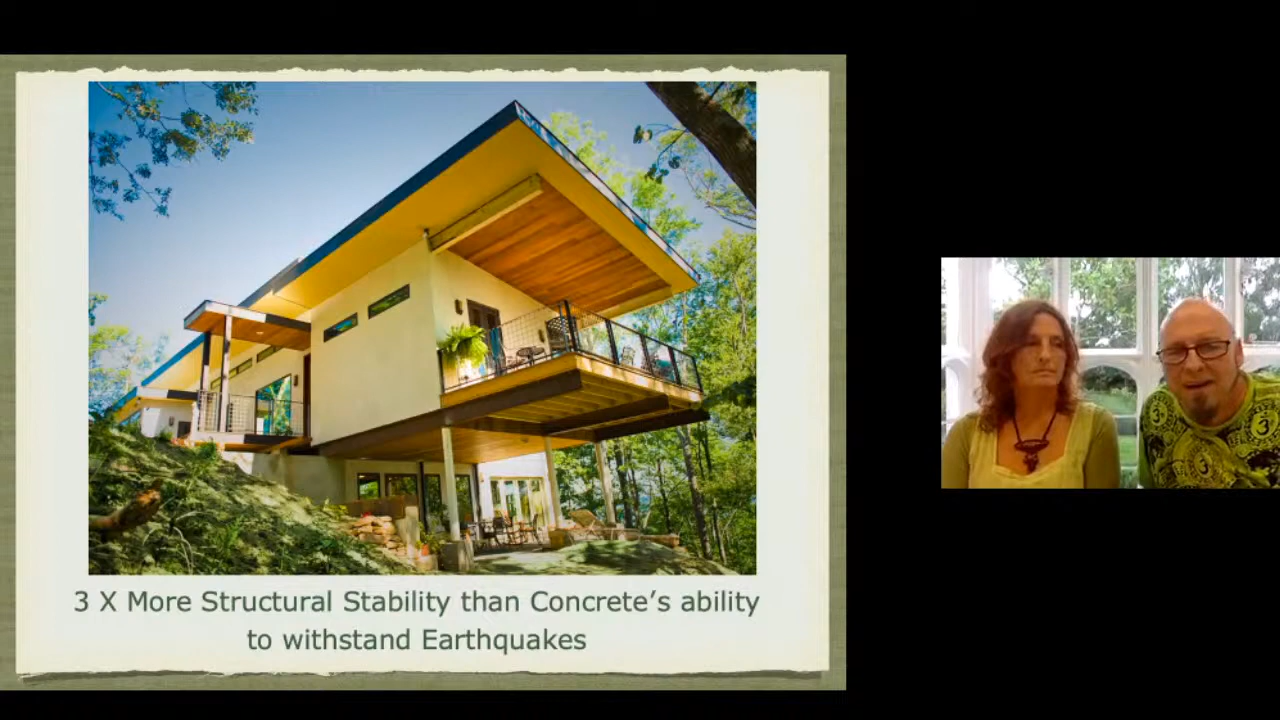 3 X More Structural Stability than Concrete’s ability
to withstand Earthquakes